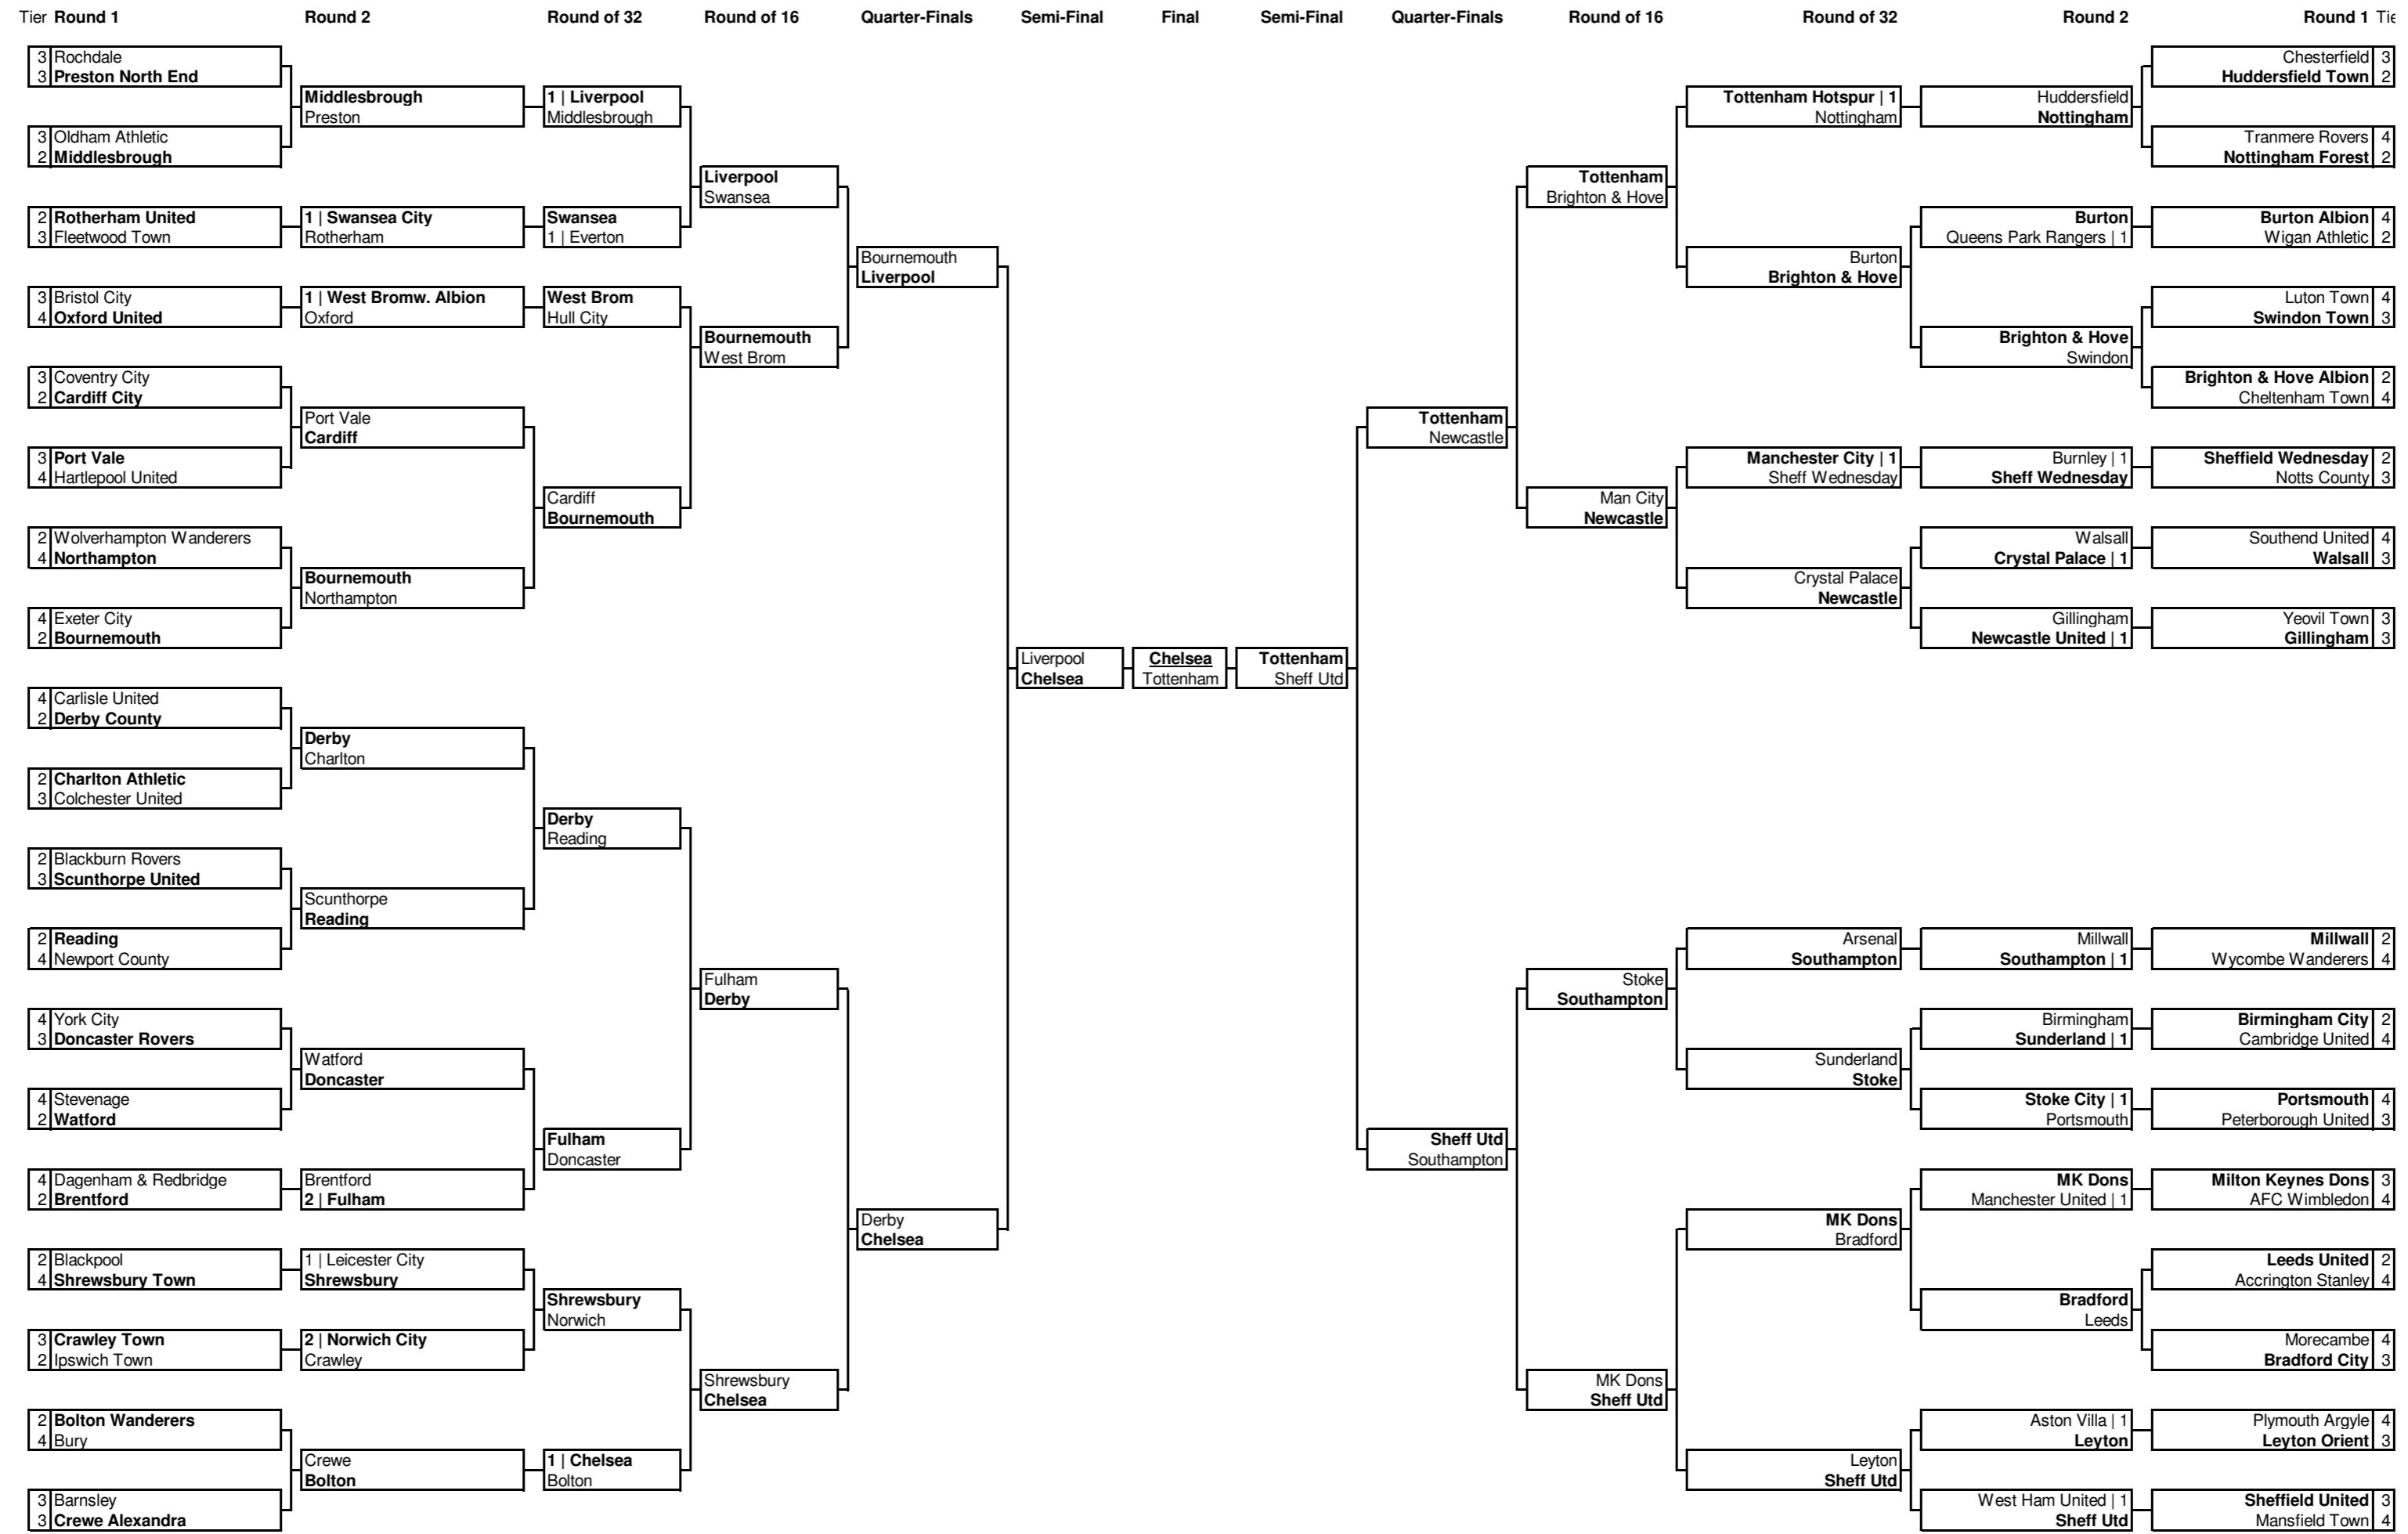 Tier Round 1 Round 2 Round of 32 Round of 16 Quarter-Finals Semi-Final Final Semi-Final Quarter-Finals Round of 16 Round of 32 Round 2 Round 1 Tie
3 Rochdale
3 Preston North End
3 Oldham Athletic
2 Middlesbrough
2 Rotherham United
3 Fleetwood Town
3 Bristol City
4 Oxford United
3 Coventry City
2 Cardiff City
3 Port Vale
4 Hartlepool United
2 Wolverhampton Wanderers
4 Northampton
4 Exeter City
2 Bournemouth
4 Carlisle United
2 Derby County
2 Charlton Athletic
3 Colchester United
2 Blackburn Rovers
3 Scunthorpe United
2 Reading
4 Newport County
4 York City
3 Doncaster Rovers
4 Stevenage
2 Watford
4 Dagenham & Redbridge
2 Brentford
2 Blackpool
4 Shrewsbury Town
3 Crawley Town
2 Ipswich Town
2 Bolton Wanderers
4 Bury
3 Barnsley
3 Crewe Alexandra
Middlesbrough
Preston
1 | Swansea City
Rotherham
1 | West Bromw. Albion
Oxford
Port Vale
Cardiff
Bournemouth
Northampton
Derby
Charlton
Scunthorpe
Reading
Watford
Doncaster
Brentford
2 | Fulham
1 | Leicester City
Shrewsbury
2 | Norwich City
Crawley
Crewe
Bolton
1 | Liverpool
Middlesbrough
Swansea
1 | Everton
West Brom
Hull City
Cardiff
Bournemouth
Derby
Reading
Fulham
Doncaster
Shrewsbury
Norwich
1 | Chelsea
Bolton
Liverpool
Swansea
Bournemouth
West Brom
Fulham
Derby
Shrewsbury
Chelsea
Bournemouth
Liverpool
Derby
Chelsea
Liverpool
Chelsea
Chelsea
Tottenham
Tottenham
Sheff Utd
Tottenham
Newcastle
Sheff Utd
Southampton
Tottenham
Brighton & Hove
Man City
Newcastle
Stoke
Southampton
MK Dons
Sheff Utd
Tottenham Hotspur | 1
Nottingham
Burton
Brighton & Hove
Manchester City | 1
Sheff Wednesday
Crystal Palace
Newcastle
Arsenal
Southampton
Sunderland
Stoke
MK Dons
Bradford
Leyton
Sheff Utd
Huddersfield
Nottingham
Burton
Queens Park Rangers | 1
Brighton & Hove
Swindon
Burnley | 1
Sheff Wednesday
Walsall
Crystal Palace | 1
Gillingham
Newcastle United | 1
Millwall
Southampton | 1
Birmingham
Sunderland | 1
Stoke City | 1
Portsmouth
MK Dons
Manchester United | 1
Bradford
Leeds
Aston Villa | 1
Leyton
West Ham United | 1
Sheff Utd
Chesterfield 3
Huddersfield Town 2
Tranmere Rovers 4
Nottingham Forest 2
Burton Albion 4
Wigan Athletic 2
Luton Town 4
Swindon Town 3
Brighton & Hove Albion 2
Cheltenham Town 4
Sheffield Wednesday 2
Notts County 3
Southend United 4
Walsall 3
Yeovil Town 3
Gillingham 3
Millwall 2
Wycombe Wanderers 4
Birmingham City 2
Cambridge United 4
Portsmouth 4
Peterborough United 3
Milton Keynes Dons 3
AFC Wimbledon 4
Leeds United 2
Accrington Stanley 4
Morecambe 4
Bradford City 3
Plymouth Argyle 4
Leyton Orient 3
Sheffield United 3
Mansfield Town 4